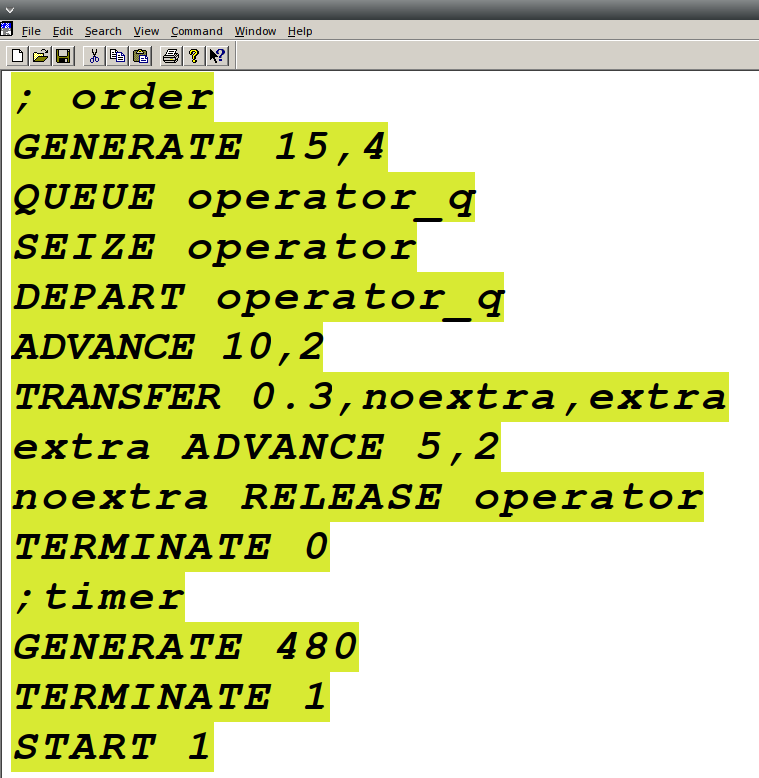 File Edit Search View Command Window Help
; order
GENERATE 15,4
QUEUE operator_q
SEIZE operator
DEPART operator_q
ADVANCE 10,2
TRANSFER 0.3,noextra,extra
extra ADVANCE 5,2
noextra RELEASE operator
TERMINATE 0
;timer
GENERATE 480
TERMINATE 1
START 1